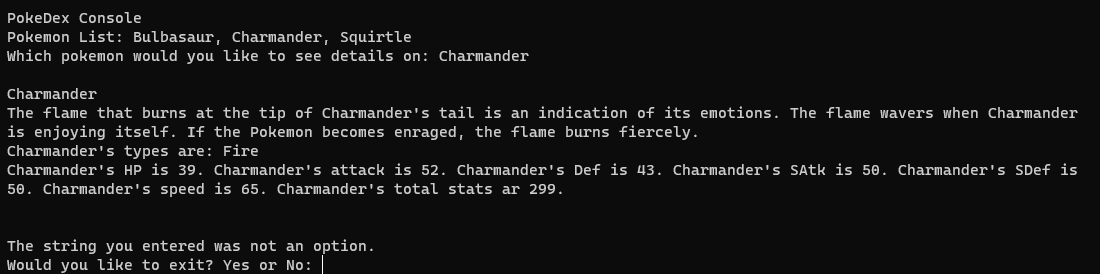 PokeDex Console
Pokemon List: Bulbasaur, Charmander, Squirtle
Which pokemon would you like to see details on: Charmander
Charmander
The flame that burns at the tip of Charmander's tail is an indication of its emotions. The flame wavers when Charmander
is enjoying itself. If the Pokemon becomes enraged, the flame burns fiercely.
Charmander's types are: Fire
Charmander's HP is 39. Charmander's attack is 52. Charmander's Def is 43. Charmander's SAtk is 50. Charmander's SDef is
50. Charmander's speed is 65. Charmander's total stats ar 299.
The string you entered was not an option.
Would you like to exit? Yes or No: